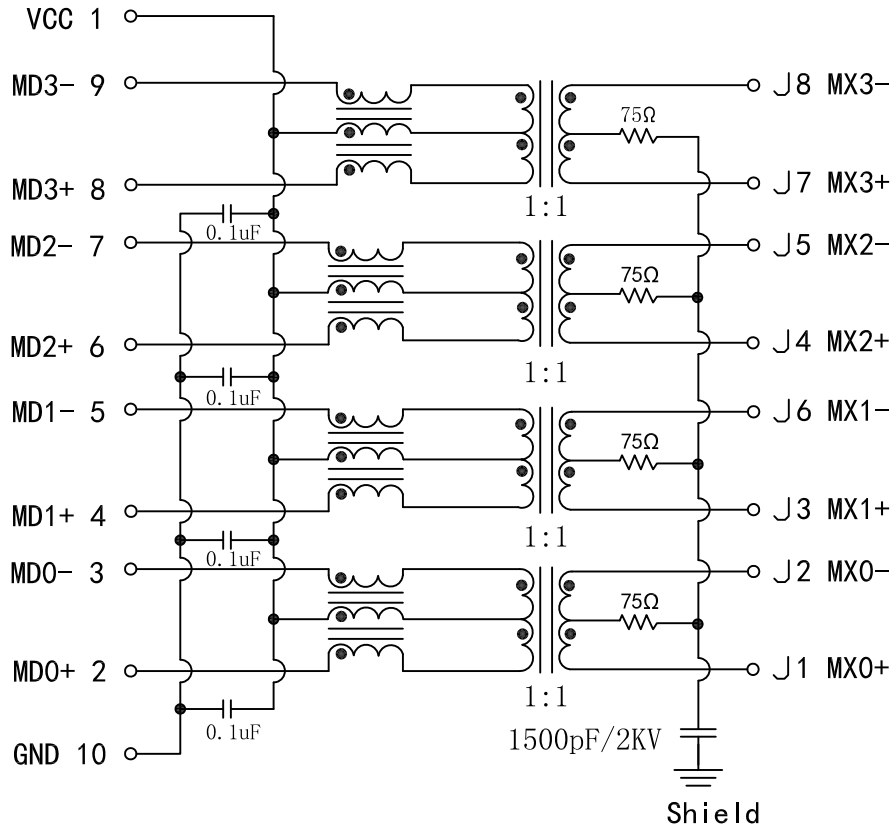 VCC 1
MD3- 9
J8 MX3-
75Ω
MD3+ 8
J7 MX3+
1:1
0.1uF
MD2- 7
J5 MX2-
75Ω
MD2+ 6
J4 MX2+
1:1
0.1uF
MD1- 5
J6 MX1-
75Ω
MD1+ 4
J3 MX1+
1:1
0.1uF
MD0- 3
J2 MX0-
75Ω
MD0+ 2
J1 MX0+
1:1
0.1uF
1500pF/2KV
GND 10
Shield